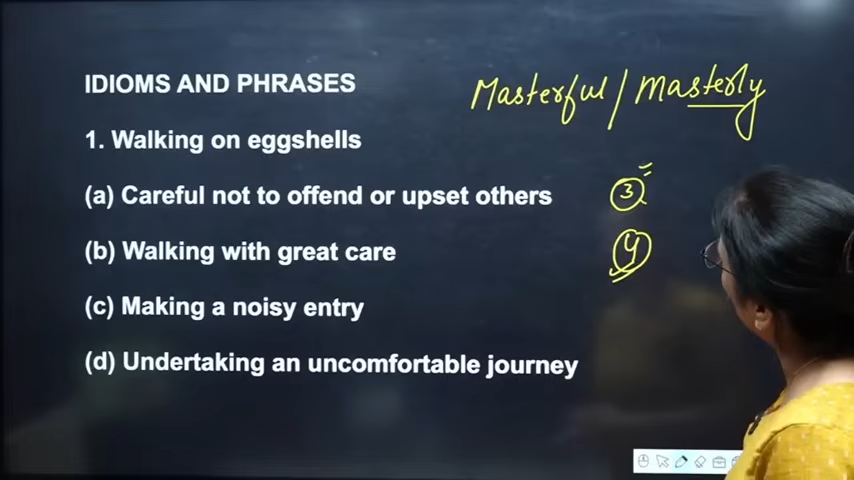 IDIOMS AND PHRASES
Masterful / Masterly
1. Walking on eggshells
(a) Careful not to offend or upset others
3
(b) Walking with great care
4
(c) Making a noisy entry
(d) Undertaking an uncomfortable journey